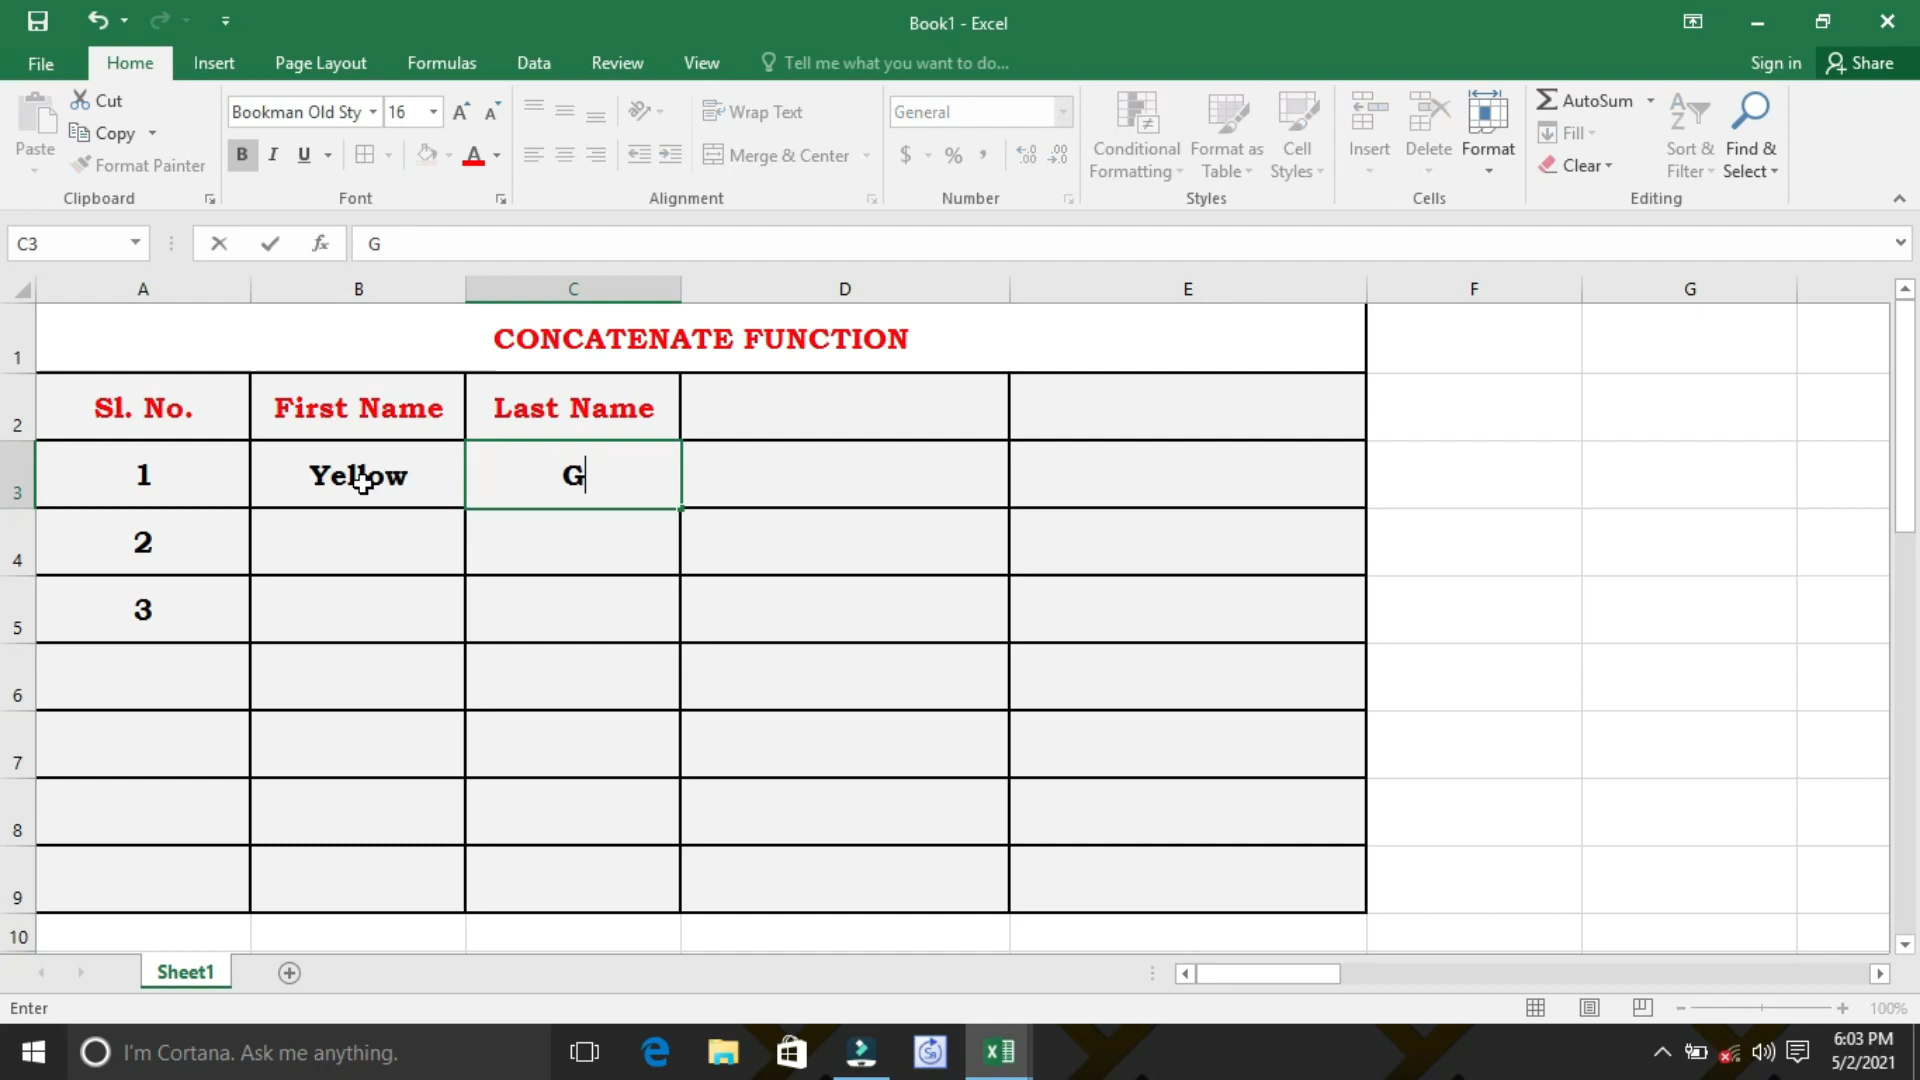 Book1 - Excel
File Home Insert Page Layout Formulas Data Review View Tell me what you want to do... Sign in Share
Paste Cut Copy Format Painter Clipboard
Bookman Old Sty 16 A A B I U A Font
Wrap Text Merge & Center Alignment
General $ % , Number
Conditional Formatting Format as Table Cell Styles Styles
Insert Delete Format Cells
AutoSum Fill Clear Sort & Filter Find & Select Editing
C3 fx G
A B C D E F G
1 CONCATENATE FUNCTION
2 Sl. No. First Name Last Name
3 1 Yellow G
4 2
5 3
6
7
8
9
10
Sheet1
Enter 100%
I'm Cortana. Ask me anything. 6:03 PM
5/2/2021